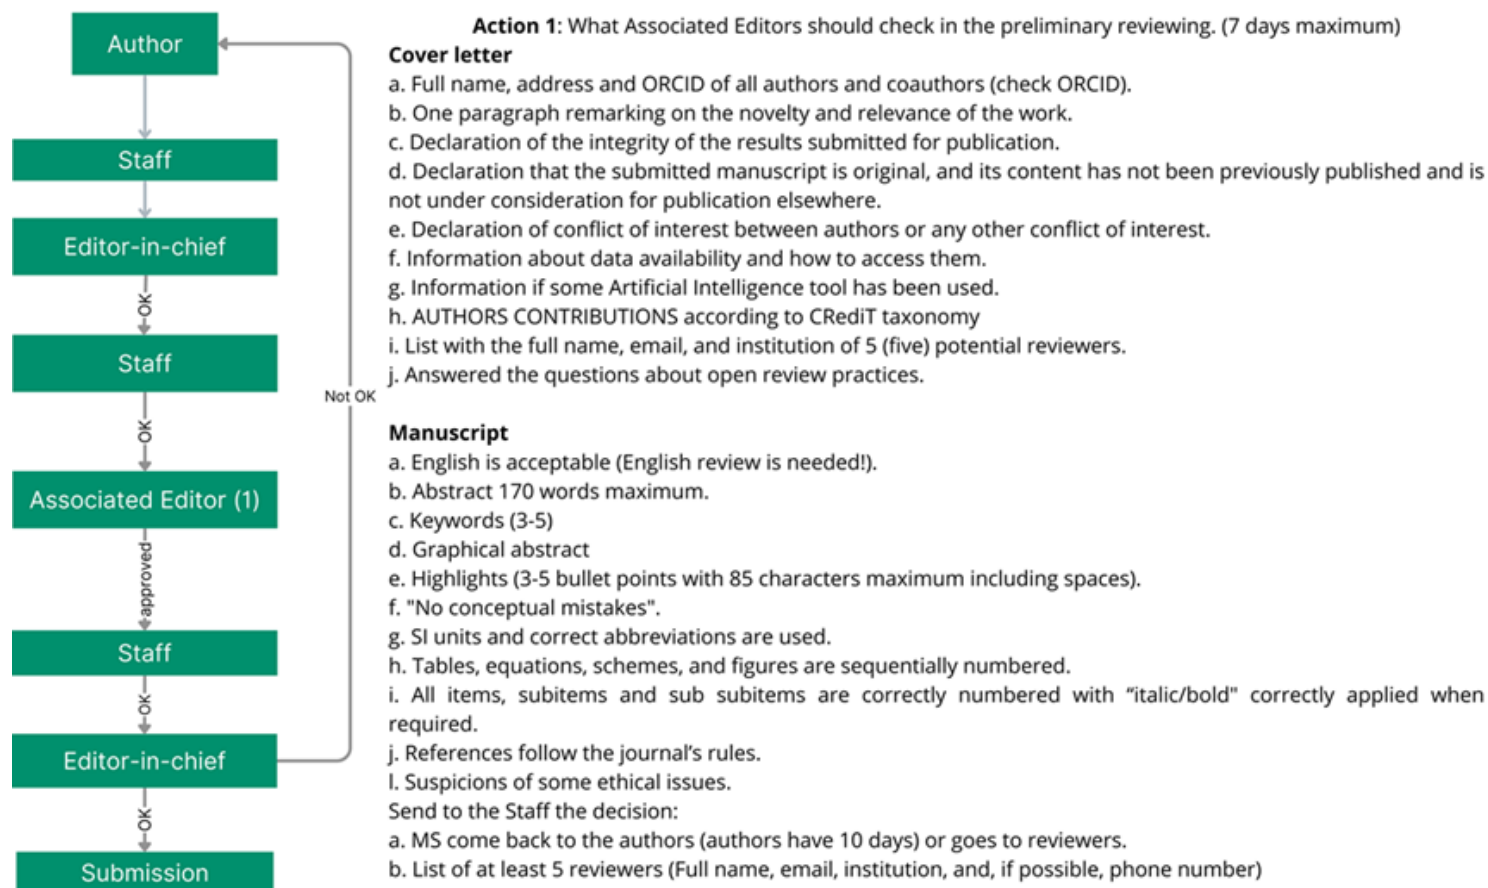 Author
Staff
Editor-in-chief
OK
Staff
OK
Associated Editor (1)
approved
Staff
OK
Editor-in-chief
OK
Submission
Not OK
Action 1: What Associated Editors should check in the preliminary reviewing. (7 days maximum)
Cover letter
a. Full name, address and ORCID of all authors and coauthors (check ORCID).
b. One paragraph remarking on the novelty and relevance of the work.
c. Declaration of the integrity of the results submitted for publication.
d. Declaration that the submitted manuscript is original, and its content has not been previously published and is
not under consideration for publication elsewhere.
e. Declaration of conflict of interest between authors or any other conflict of interest.
f. Information about data availability and how to access them.
g. Information if some Artificial Intelligence tool has been used.
h. AUTHORS CONTRIBUTIONS according to CRediT taxonomy
i. List with the full name, email, and institution of 5 (five) potential reviewers.
j. Answered the questions about open review practices.
Manuscript
a. English is acceptable (English review is needed!).
b. Abstract 170 words maximum.
c. Keywords (3-5)
d. Graphical abstract
e. Highlights (3-5 bullet points with 85 characters maximum including spaces).
f. "No conceptual mistakes".
g. SI units and correct abbreviations are used.
h. Tables, equations, schemes, and figures are sequentially numbered.
i. All items, subitems and sub subitems are correctly numbered with “italic/bold" correctly applied when
required.
j. References follow the journal’s rules.
l. Suspicions of some ethical issues.
Send to the Staff the decision:
a. MS come back to the authors (authors have 10 days) or goes to reviewers.
b. List of at least 5 reviewers (Full name, email, institution, and, if possible, phone number)